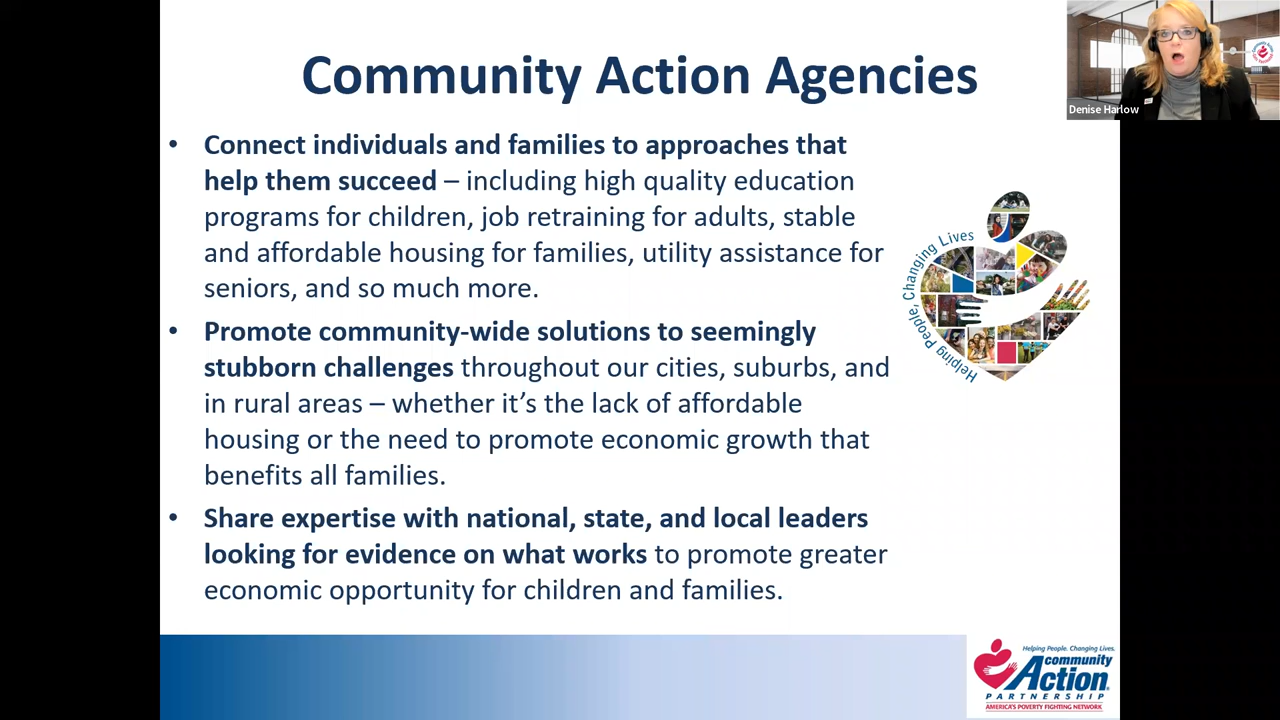 Community Action Agencies
Denise Harlow
• Connect individuals and families to approaches that
help them succeed – including high quality education
programs for children, job retraining for adults, stable
and affordable housing for families, utility assistance for
seniors, and so much more.
• Promote community-wide solutions to seemingly
stubborn challenges throughout our cities, suburbs, and
in rural areas – whether it’s the lack of affordable
housing or the need to promote economic growth that
benefits all families.
• Share expertise with national, state, and local leaders
looking for evidence on what works to promote greater
economic opportunity for children and families.
Helping People, Changing Lives
Helping People. Changing Lives.
community
Action®
PARTNERSHIP
AMERICA'S POVERTY FIGHTING NETWORK